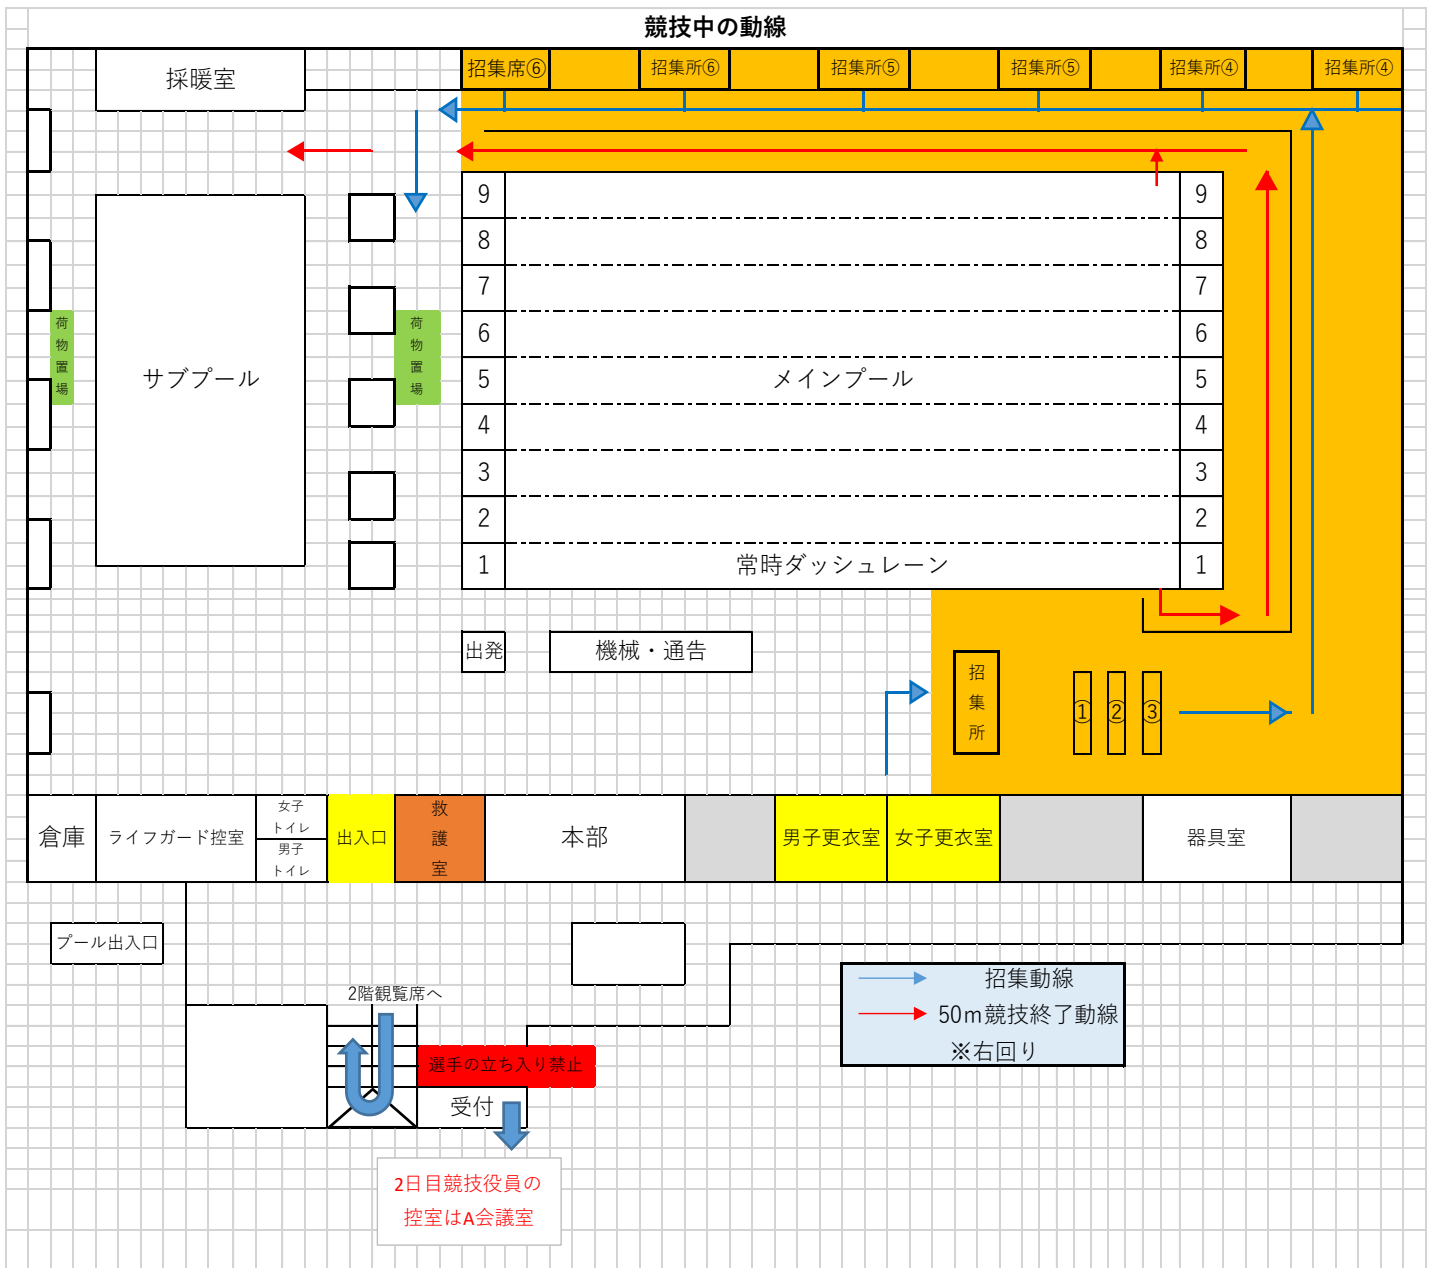 競技中の動線
採暖室
招集席⑥
招集所⑥
招集所⑤
招集所⑤
招集所④
招集所④
9
9
8
8
7
7
6
6
5
メインプール
5
4
4
3
3
2
2
1
常時ダッシュレーン
1
荷物置場
サブプール
荷物置場
出発
機械・通告
招集所
①
②
③
倉庫
ライフガード控室
女子
トイレ
男子
トイレ
出入口
救護室
本部
男子更衣室
女子更衣室
器具室
プール出入口
2階観覧席へ
選手の立ち入り禁止
受付
2日目競技役員の
控室はA会議室
招集動線
50m競技終了動線
※右回り